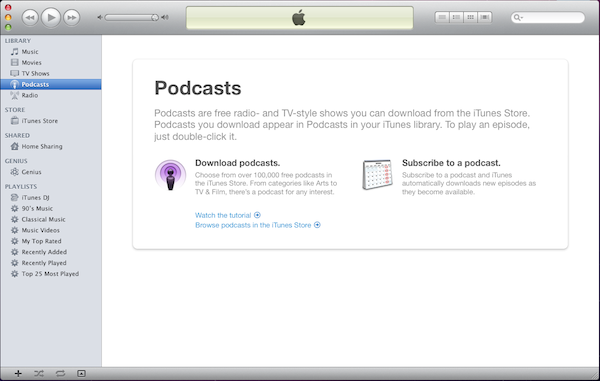 LIBRARY
Music
Movies
TV Shows
Podcasts
Radio
STORE
iTunes Store
SHARED
Home Sharing
GENIUS
Genius
PLAYLISTS
iTunes DJ
90's Music
Classical Music
Music Videos
My Top Rated
Recently Added
Recently Played
Top 25 Most Played
Podcasts
Podcasts are free radio- and TV-style shows you can download from the iTunes Store.
Podcasts you download appear in Podcasts in your iTunes library. To play an episode,
just double-click it.
Download podcasts.
Choose from over 100,000 free podcasts in
the iTunes Store. From categories like Arts to
TV & Film, there's a podcast for any interest.
Watch the tutorial
Browse podcasts in the iTunes Store
Subscribe to a podcast.
Subscribe to a podcast and iTunes
automatically downloads new episodes as
they become available.